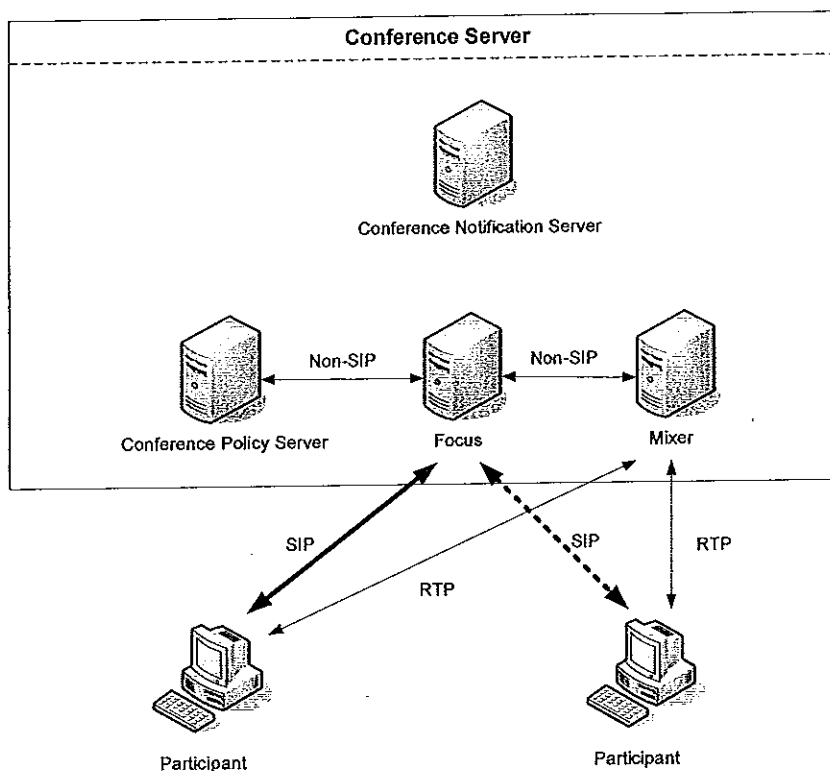 Conference Server
Conference Notification Server
Non-SIP
Non-SIP
Conference Policy Server
Focus
Mixer
SIP
SIP
RTP
RTP
Participant
Participant